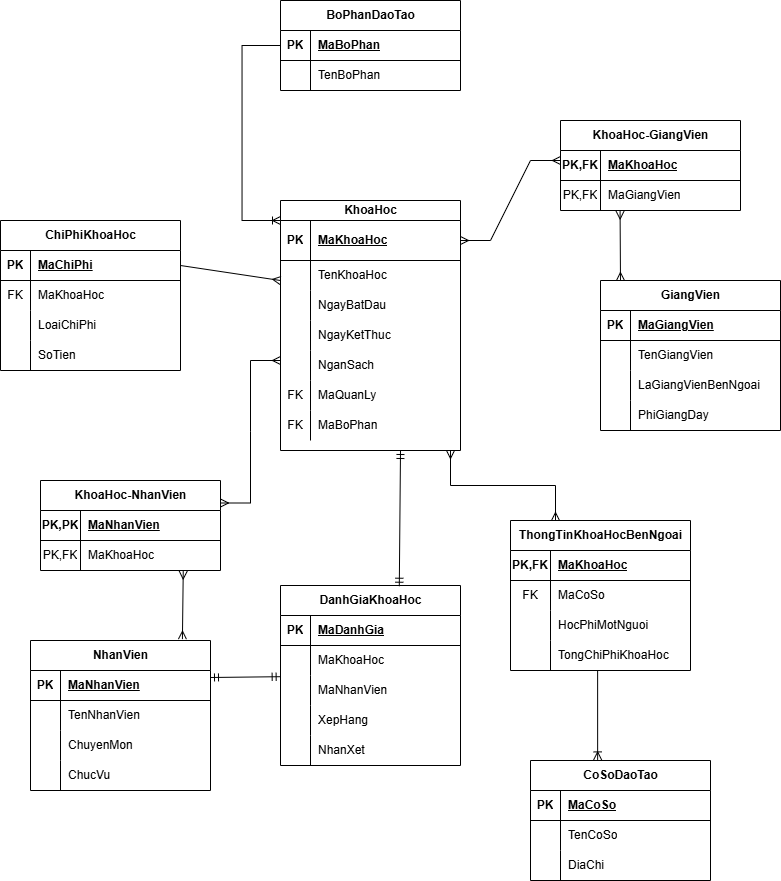 BoPhanDaoTao
PK MaBoPhan
TenBoPhan
KhoaHoc-GiangVien
PK,FK MaKhoaHoc
PK,FK MaGiangVien
KhoaHoc
PK MaKhoaHoc
TenKhoaHoc
NgayBatDau
NgayKetThuc
NganSach
FK MaQuanLy
FK MaBoPhan
ChiPhiKhoaHoc
PK MaChiPhi
FK MaKhoaHoc
LoaiChiPhi
SoTien
GiangVien
PK MaGiangVien
TenGiangVien
LaGiangVienBenNgoai
PhiGiangDay
KhoaHoc-NhanVien
PK,PK MaNhanVien
PK,FK MaKhoaHoc
ThongTinKhoaHocBenNgoai
PK,FK MaKhoaHoc
FK MaCoSo
HocPhiMotNguoi
TongChiPhiKhoaHoc
DanhGiaKhoaHoc
PK MaDanhGia
MaKhoaHoc
MaNhanVien
XepHang
NhanXet
NhanVien
PK MaNhanVien
TenNhanVien
ChuyenMon
ChucVu
CoSoDaoTao
PK MaCoSo
TenCoSo
DiaChi